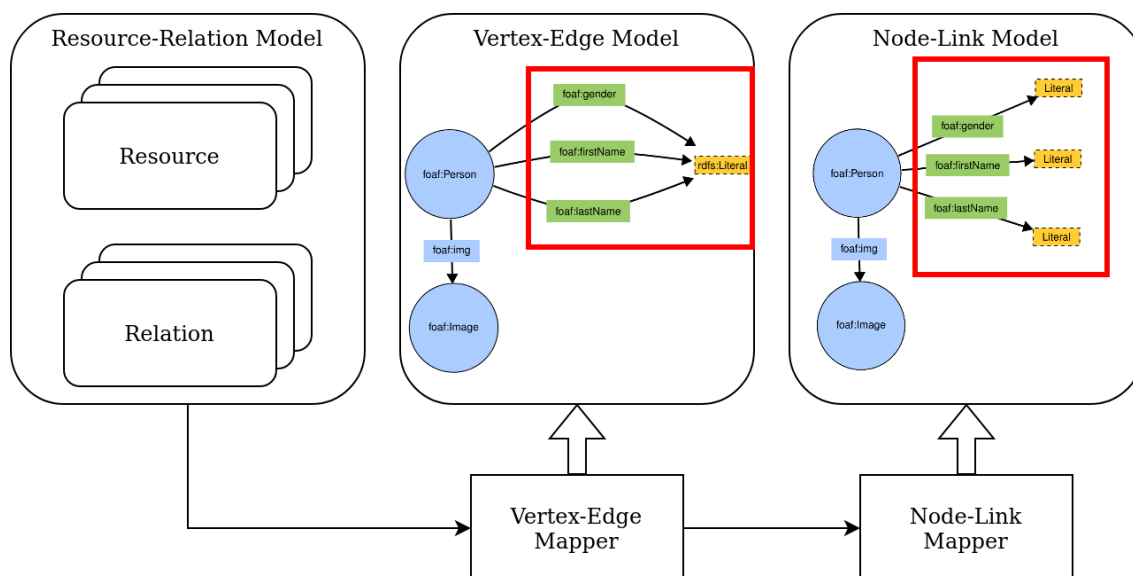 Resource-Relation Model
Resource
Relation
Vertex-Edge Model
foaf:gender
foaf:firstName
foaf:Person
rdfs:Literal
foaf:lastName
foaf:img
foaf:Image
Node-Link Model
Literal
foaf:gender
Literal
foaf:Person
foaf:firstName
foaf:lastName
Literal
foaf:img
foaf:Image
Vertex-Edge
Mapper
Node-Link
Mapper